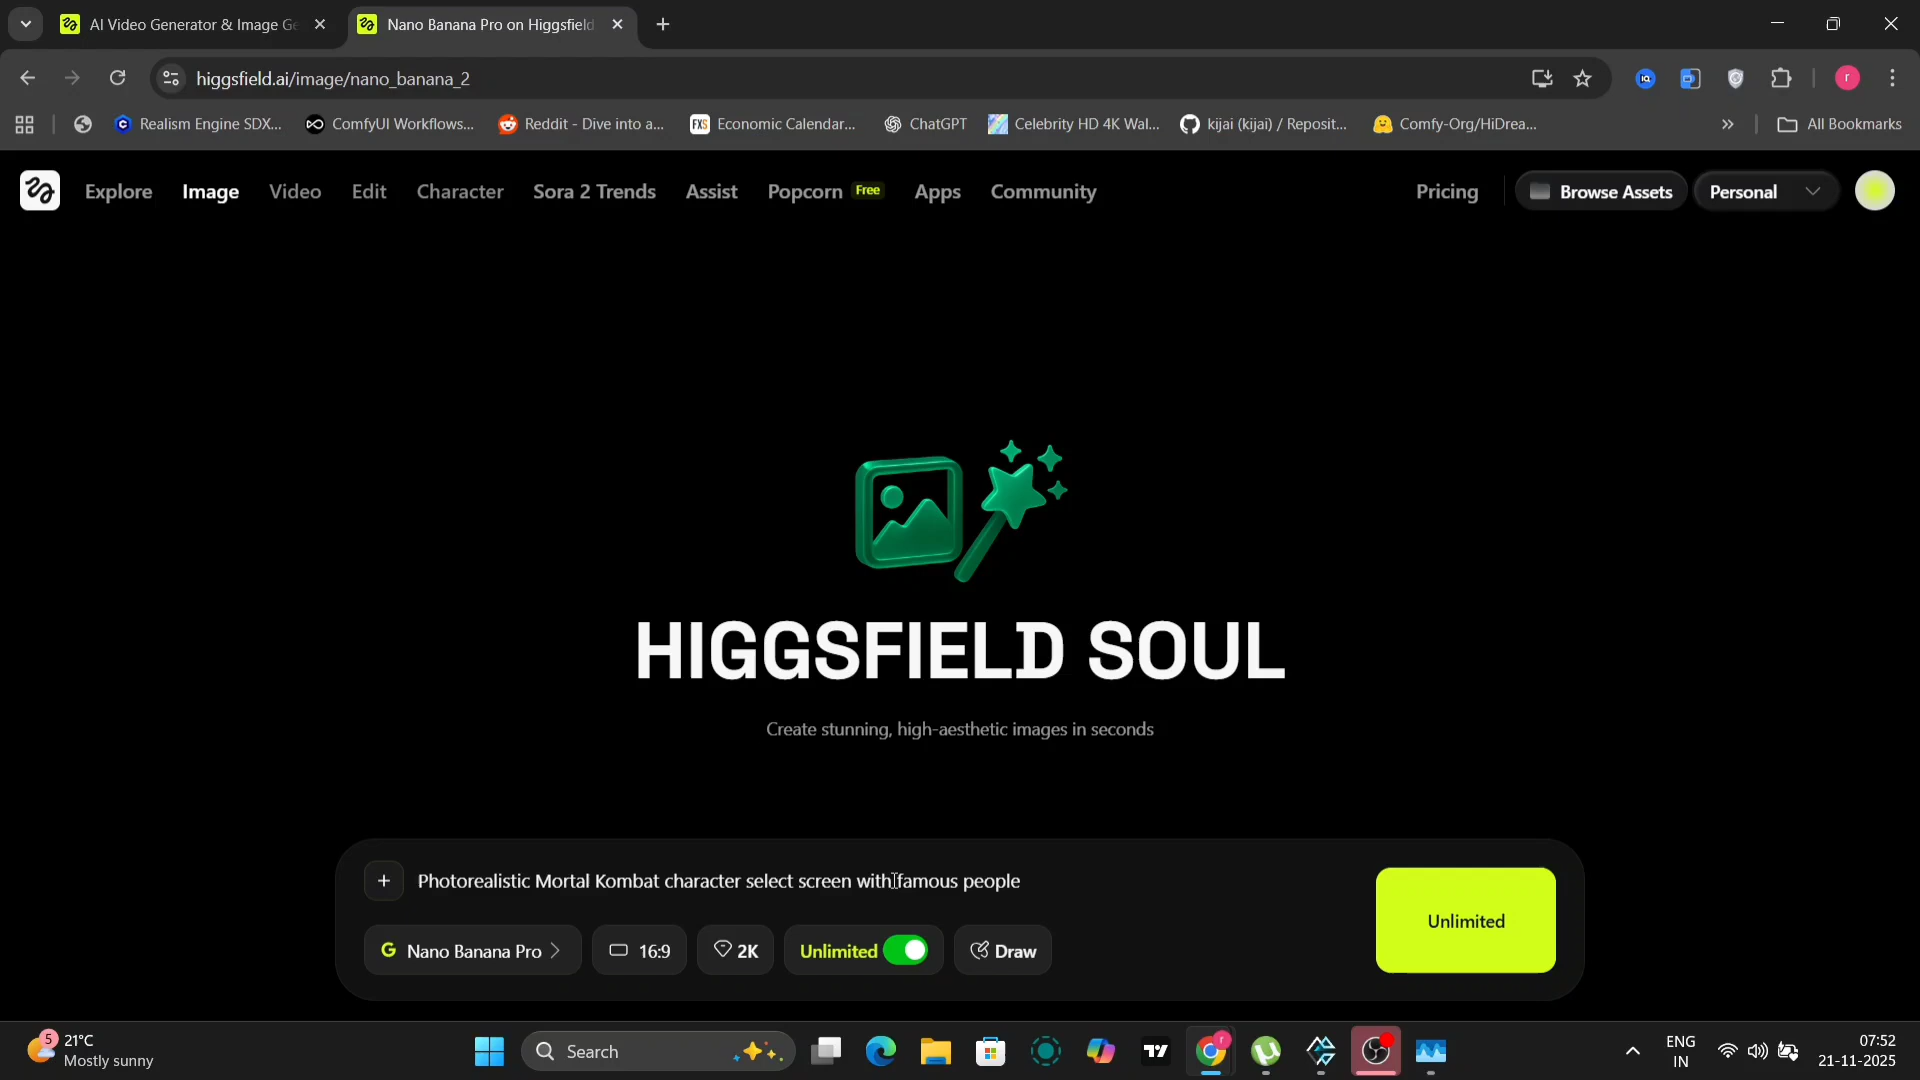 AI Video Generator & Image Ge
Nano Banana Pro on Higgsfield
higgsfield.ai/image/nano_banana_2
IQ
r
Realism Engine SDX...
ComfyUI Workflows...
Reddit - Dive into a...
FXS
Economic Calendar...
ChatGPT
Celebrity HD 4K Wal...
kijai (kijai) / Reposit...
Comfy-Org/HiDrea...
All Bookmarks
Explore
Image
Video
Edit
Character
Sora 2 Trends
Assist
Popcorn Free
Apps
Community
Pricing
Browse Assets
Personal
HIGGSFIELD SOUL
Create stunning, high-aesthetic images in seconds
Photorealistic Mortal Kombat character select screen with famous people
G Nano Banana Pro
16:9
2K
Unlimited
Draw
Unlimited
5
21°C
Mostly sunny
Search
r
ENG
IN
07:52
21-11-2025